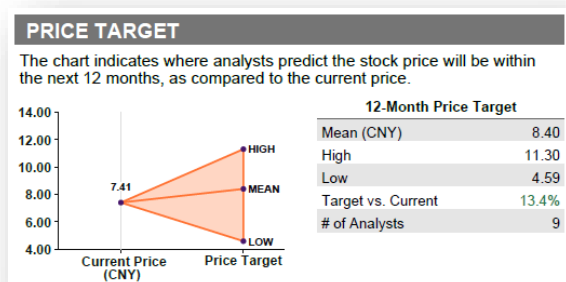 PRICE TARGET
The chart indicates where analysts predict the stock price will be within
the next 12 months, as compared to the current price.
14.00
12.00
10.00
8.00
6.00
4.00
7.41
HIGH
MEAN
LOW
Current Price
(CNY)
Price Target
12-Month Price Target
Mean (CNY) 8.40
High 11.30
Low 4.59
Target vs. Current 13.4%
# of Analysts 9